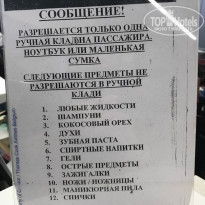 СООБЩЕНИЕ!
РАЗРЕШАЕТСЯ ТОЛЬКО ОДНА
РУЧНАЯ КЛАДЬ ПАССАЖИРА.
НОУТБУК ИЛИ МАЛЕНЬКАЯ
СУМКА
СЛЕДУЮЩИЕ ПРЕДМЕТЫ НЕ
РАЗРЕШАЮТСЯ В РУЧНОЙ
КЛАДИ
1. ЛЮБЫЕ ЖИДКОСТИ
2. ШАМПУНИ
3. КОКОСОВЫЙ ОРЕХ
4. ДУХИ
5. ЗУБНАЯ ПАСТА
6. СПИРТНЫЕ НАПИТКИ
7. ГЕЛИ
8. ОСТРЫЕ ПРЕДМЕТЫ
9. ЗАЖИГАЛКИ
10. НОЖИ/НОЖНИЦЫ
11. МАНИКЮРНАЯ ПИЛА
12. СПИЧКИ